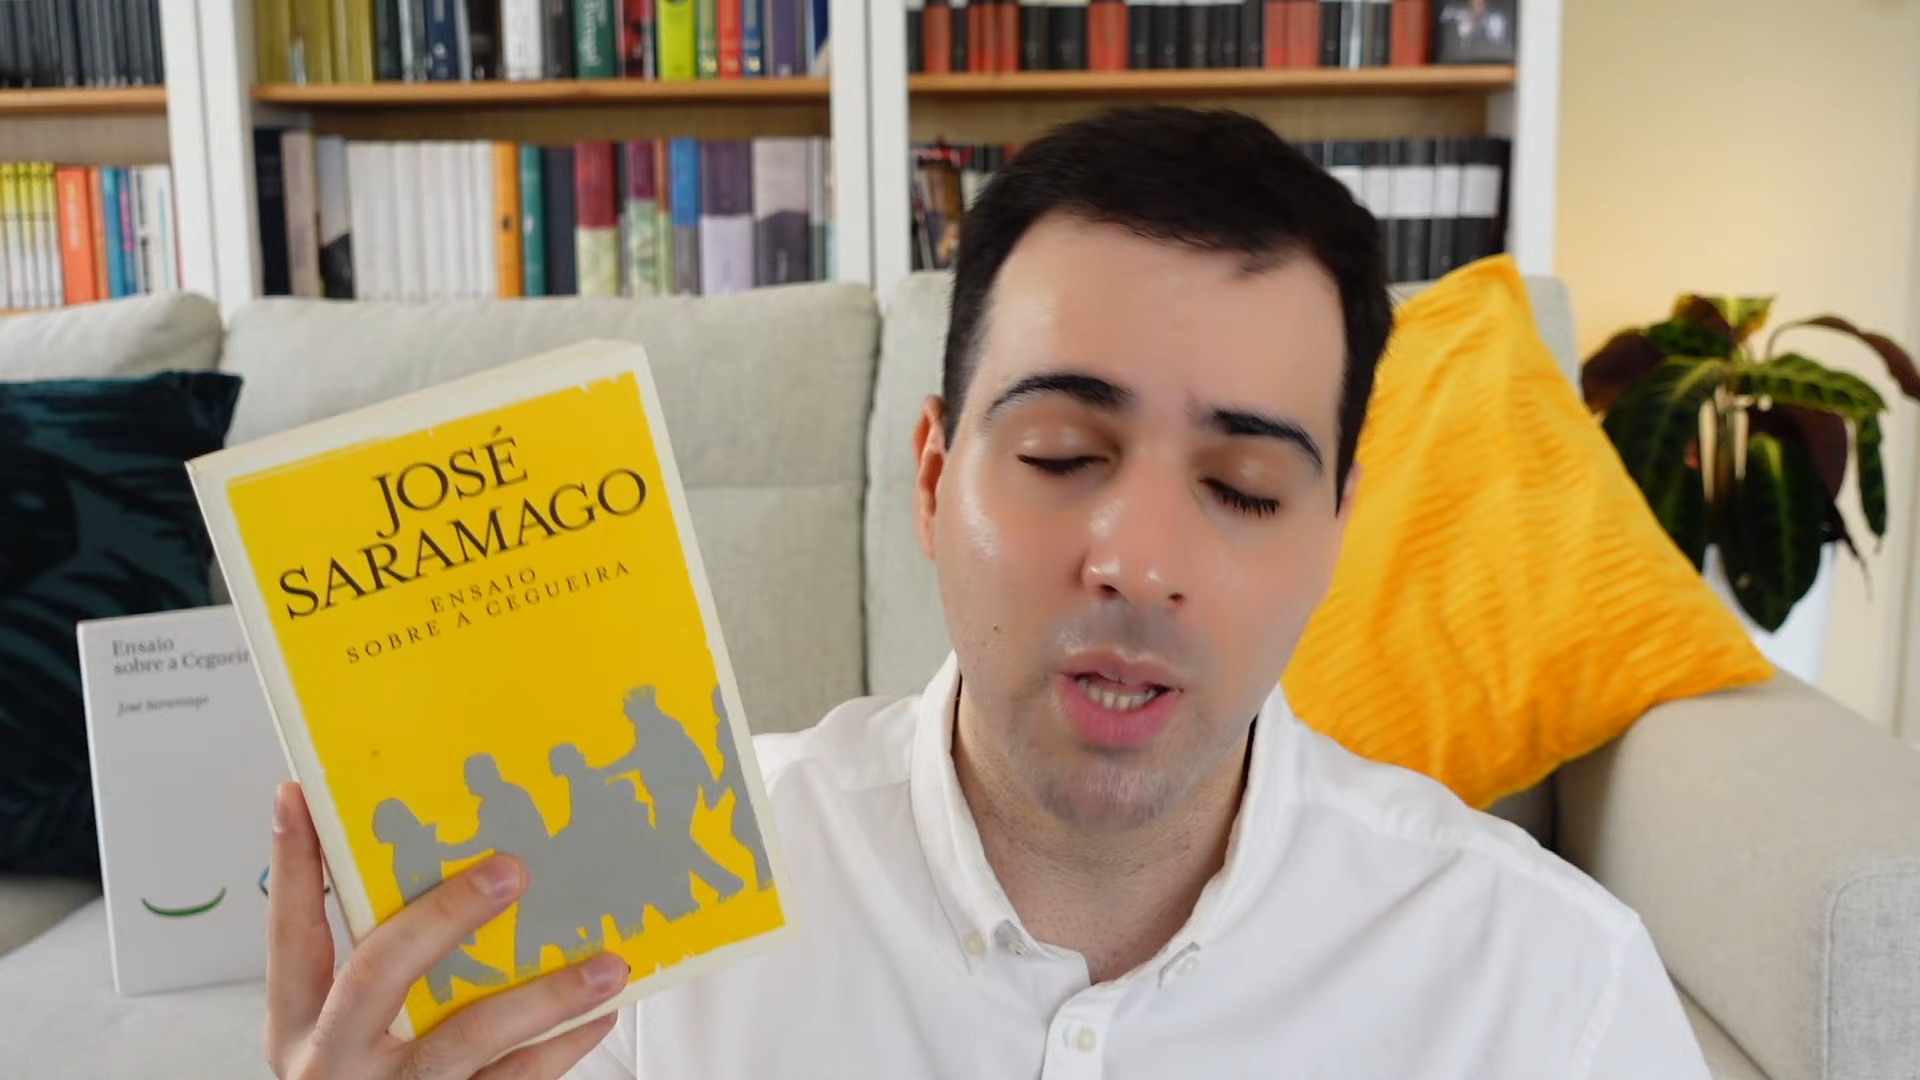 JOSÉ
SARAMAGO
ENSAIO
SOBRE A CEGUEIRA
Ensaio
sobre a Cegueir
José Saramago